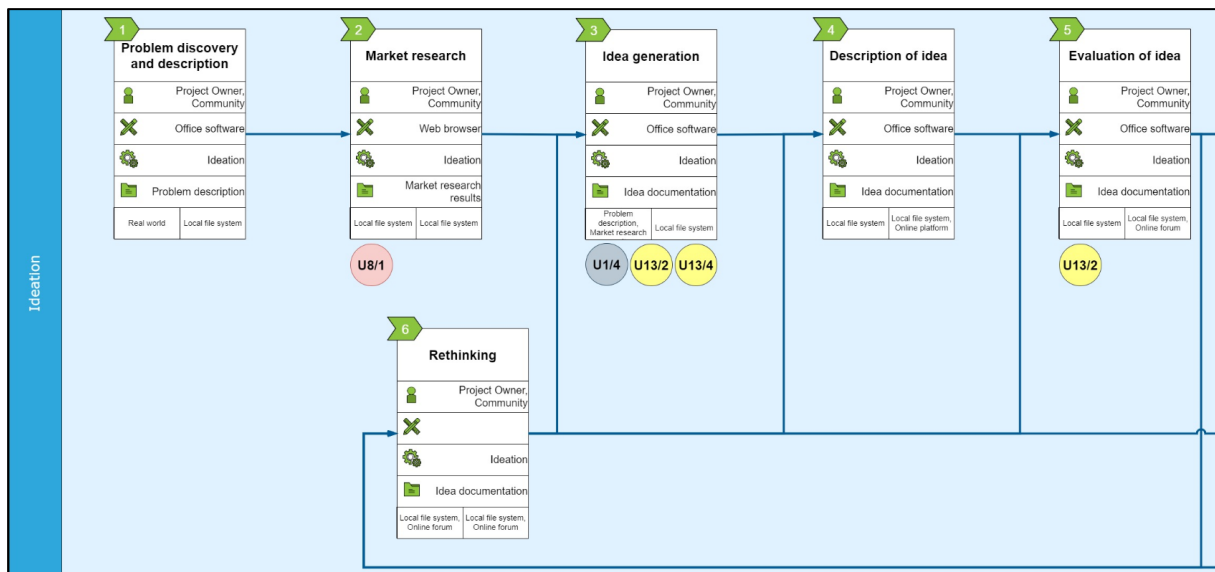 Ideation
1
Problem discovery
and description
Project Owner,
Community
Office software
Ideation
Problem description
Real world
Local file system
2
Market research
Project Owner,
Community
Web browser
Ideation
Market research
results
Local file system
Local file system
U8/1
3
Idea generation
Project Owner,
Community
Office software
Ideation
Idea documentation
Problem
description,
Market research
Local file system
U1/4
U13/2
U13/4
4
Description of idea
Project Owner,
Community
Office software
Ideation
Idea documentation
Local file system
Local file system,
Online platform
5
Evaluation of idea
Project Owner,
Community
Office software
Ideation
Idea documentation
Local file system
Local file system,
Online forum
U13/2
6
Rethinking
Project Owner,
Community
Ideation
Idea documentation
Local file system,
Online forum
Local file system,
Online forum